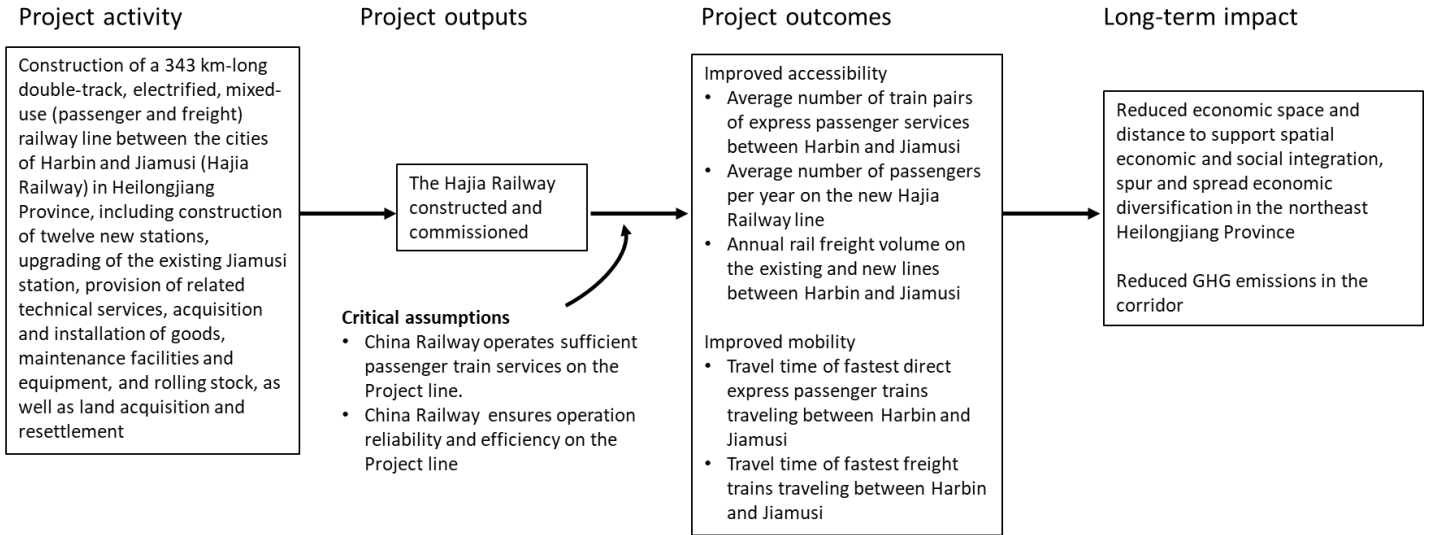 Project activity
Construction of a 343 km-long
double-track, electrified, mixed-
use (passenger and freight)
railway line between the cities
of Harbin and Jiamusi (Hajia
Railway) in Heilongjiang
Province, including construction
of twelve new stations,
upgrading of the existing Jiamusi
station, provision of related
technical services, acquisition
and installation of goods,
maintenance facilities and
equipment, and rolling stock, as
well as land acquisition and
resettlement
Project outputs
The Hajia Railway
constructed and
commissioned
Critical assumptions
• China Railway operates sufficient
passenger train services on the
Project line.
• China Railway ensures operation
reliability and efficiency on the
Project line
Project outcomes
Improved accessibility
• Average number of train pairs
of express passenger services
between Harbin and Jiamusi
• Average number of passengers
per year on the new Hajia
Railway line
• Annual rail freight volume on
the existing and new lines
between Harbin and Jiamusi
Improved mobility
• Travel time of fastest direct
express passenger trains
traveling between Harbin and
Jiamusi
• Travel time of fastest freight
trains traveling between Harbin
and Jiamusi
Long-term impact
Reduced economic space and
distance to support spatial
economic and social integration,
spur and spread economic
diversification in the northeast
Heilongjiang Province
Reduced GHG emissions in the
corridor